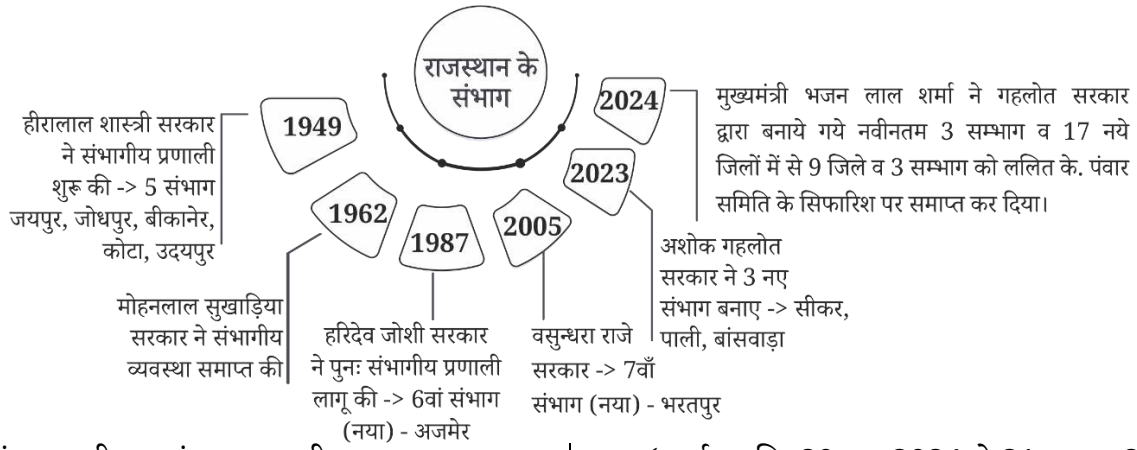 राजस्थान के
संभाग
1949
हीरालाल शास्त्री सरकार
ने संभागीय प्रणाली
शुरू की -> 5 संभाग
जयपुर, जोधपुर, बीकानेर,
कोटा, उदयपुर
1962
मोहनलाल सुखाड़िया
सरकार ने संभागीय
व्यवस्था समाप्त की
1987
हरिदेव जोशी सरकार
ने पुनः संभागीय प्रणाली
लागू की -> 6वां संभाग
(नया) - अजमेर
2005
वसुन्धरा राजे
सरकार -> 7वाँ
संभाग (नया) - भरतपुर
2023
अशोक गहलोत
सरकार ने 3 नए
संभाग बनाए -> सीकर,
पाली, बांसवाड़ा
2024
मुख्यमंत्री भजन लाल शर्मा ने गहलोत सरकार
द्वारा बनाये गये नवीनतम 3 सम्भाग व 17 नये
जिलों में से 9 जिले व 3 सम्भाग को ललित के. पंवार
समिति के सिफारिश पर समाप्त कर दिया।